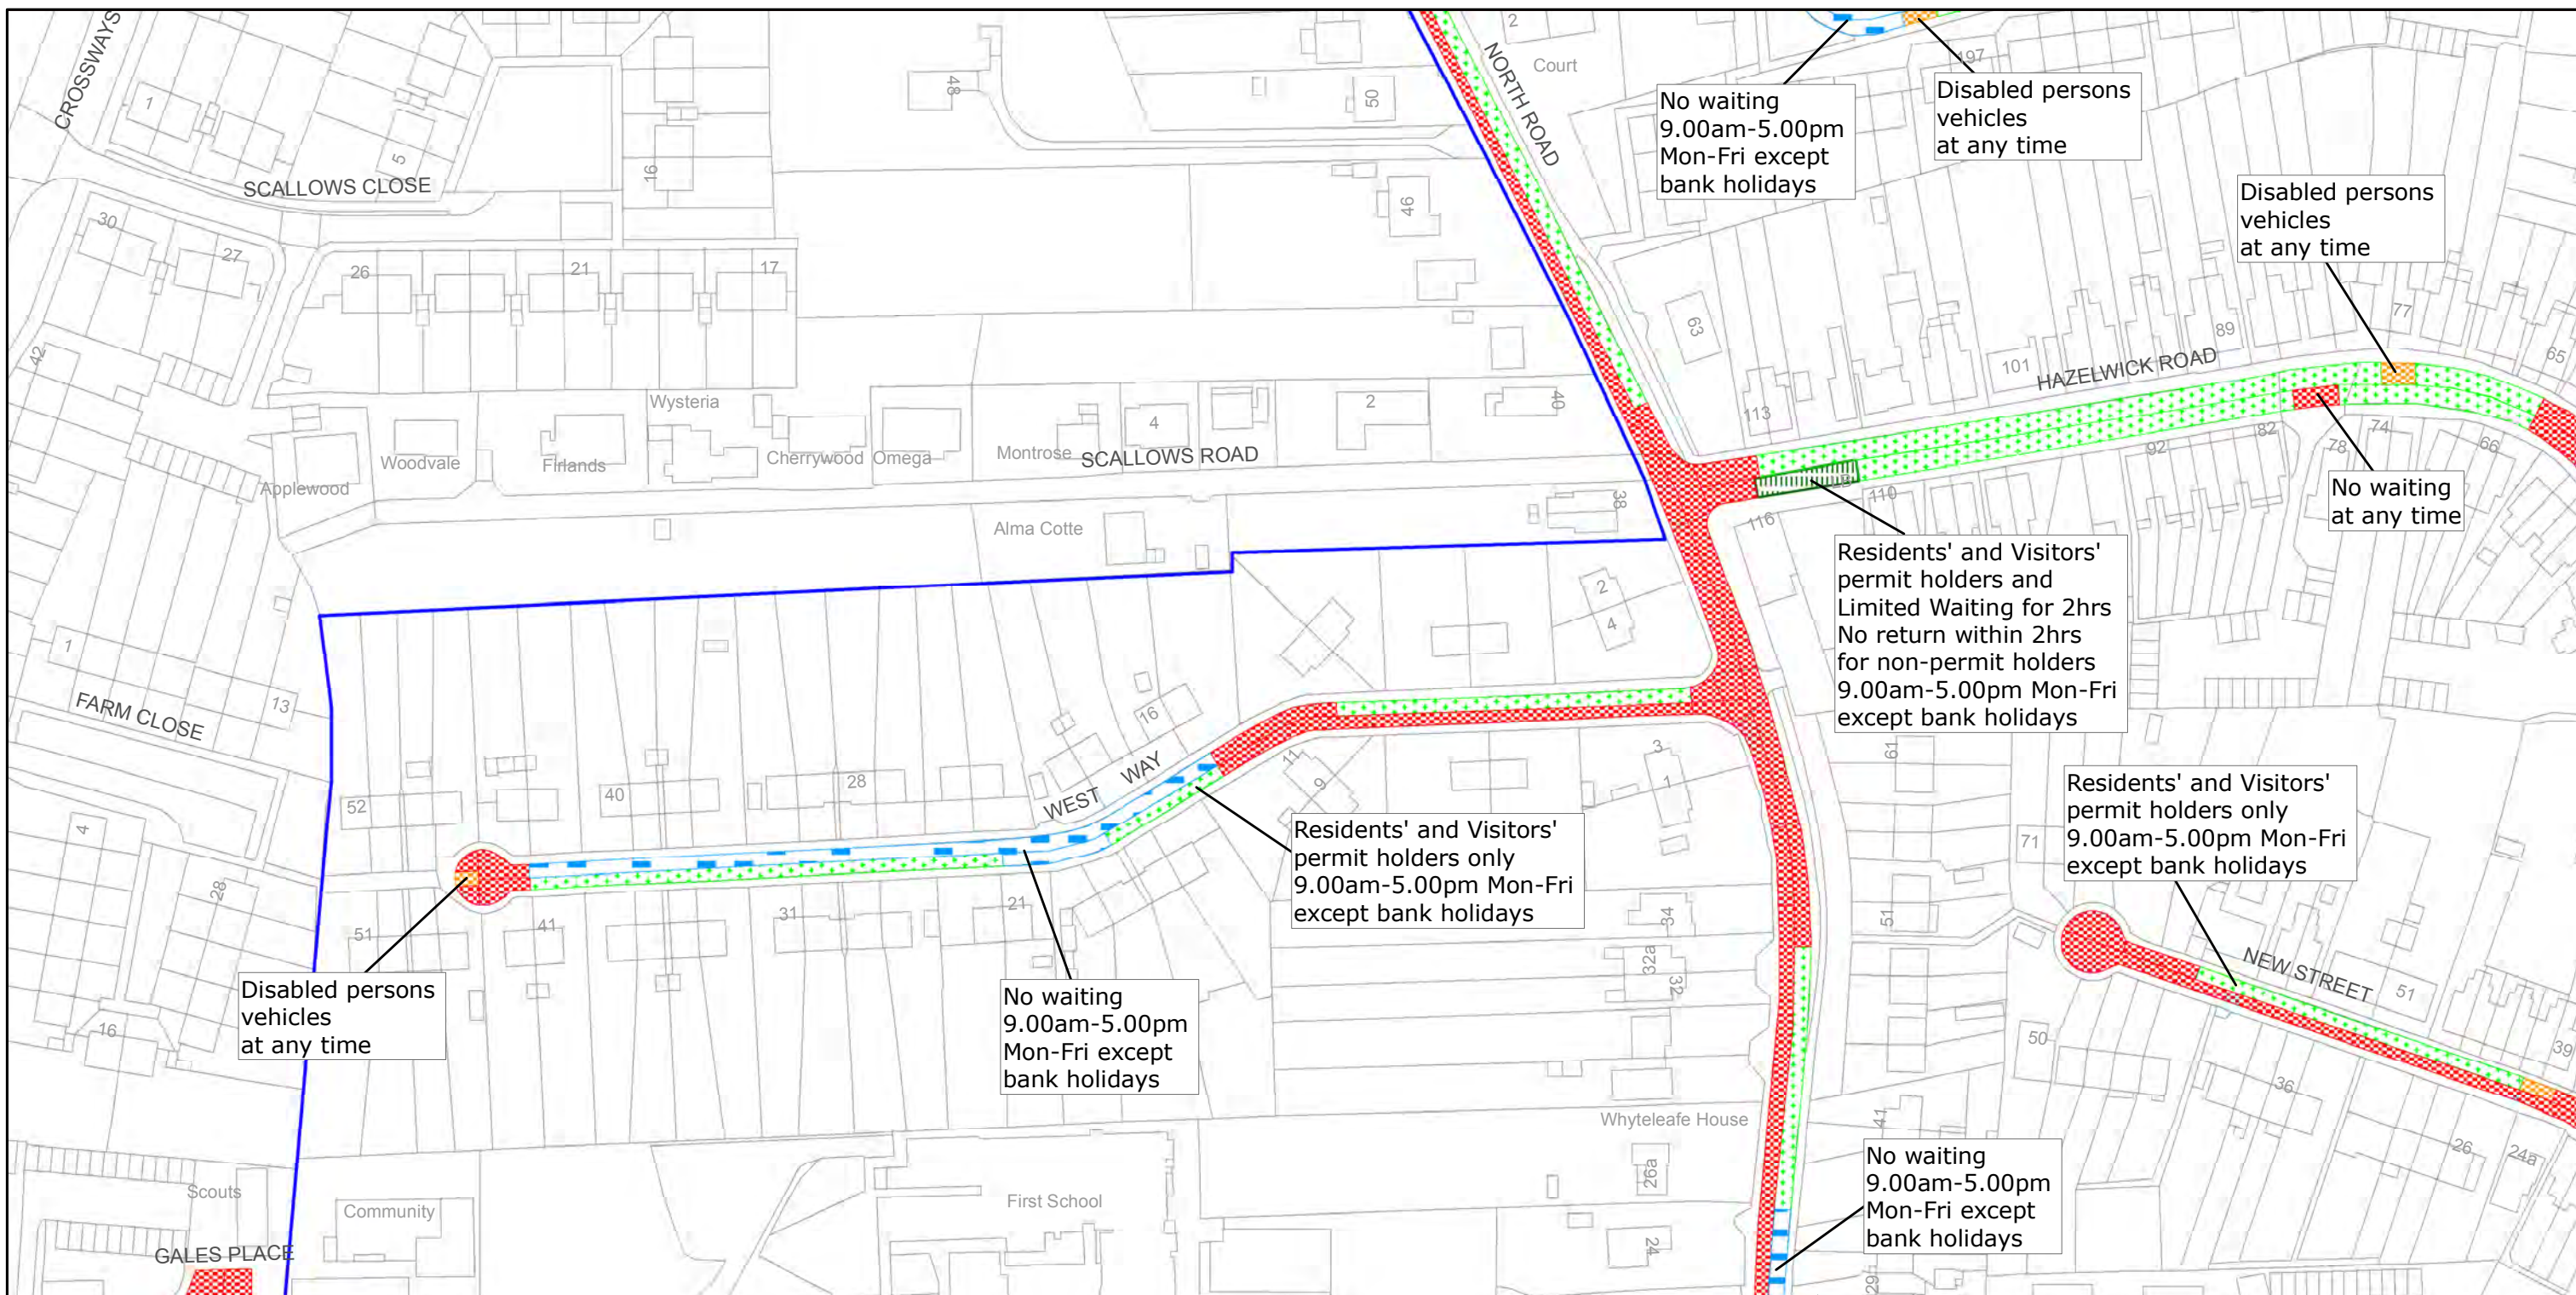 CROSSWAYS
1
5
16
SCALLOWS CLOSE
30
27
42
26
21
17
48
50
46
2
Court
NORTH ROAD
197
No waiting
9.00am-5.00pm
Mon-Fri except
bank holidays
Disabled persons
vehicles
at any time
Disabled persons
vehicles
at any time
63
113
101
HAZELWICK ROAD
89
77
65
Wysteria
Woodvale
Firlands
Cherrywood
Omega
Montrose
4
2
40
SCALLOWS ROAD
Applewood
Alma Cotte
38
116
110
92
82
78
74
66
No waiting
at any time
Residents' and Visitors'
permit holders and
Limited Waiting for 2hrs
No return within 2hrs
for non-permit holders
9.00am-5.00pm Mon-Fri
except bank holidays
2
4
1
13
FARM CLOSE
4
28
16
52
40
28
16
WEST WAY
11
9
3
1
51
41
31
21
Residents' and Visitors'
permit holders only
9.00am-5.00pm Mon-Fri
except bank holidays
Disabled persons
vehicles
at any time
No waiting
9.00am-5.00pm
Mon-Fri except
bank holidays
34
32a
32
61
71
51
Residents' and Visitors'
permit holders only
9.00am-5.00pm Mon-Fri
except bank holidays
NEW STREET
51
39
50
36
26
24a
Whyteleafe House
26a
24
41
29
No waiting
9.00am-5.00pm
Mon-Fri except
bank holidays
Scouts
Community
First School
GALES PLACE